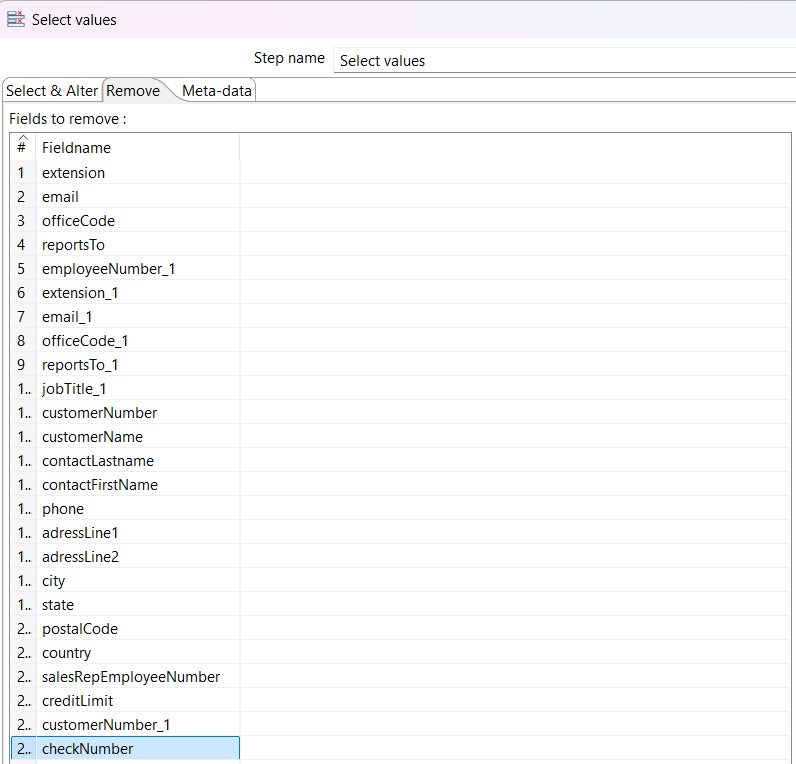 Select values
Step name Select values
Select & Alter Remove Meta-data
Fields to remove :
# Fieldname
1 extension
2 email
3 officeCode
4 reportsTo
5 employeeNumber_1
6 extension_1
7 email_1
8 officeCode_1
9 reportsTo_1
1.. jobTitle_1
1.. customerNumber
1.. customerName
1.. contactLastname
1.. contactFirstName
1.. phone
1.. adressLine1
1.. adressLine2
1.. city
1.. state
2.. postalCode
2.. country
2.. salesRepEmployeeNumber
2.. creditLimit
2.. customerNumber_1
2.. checkNumber